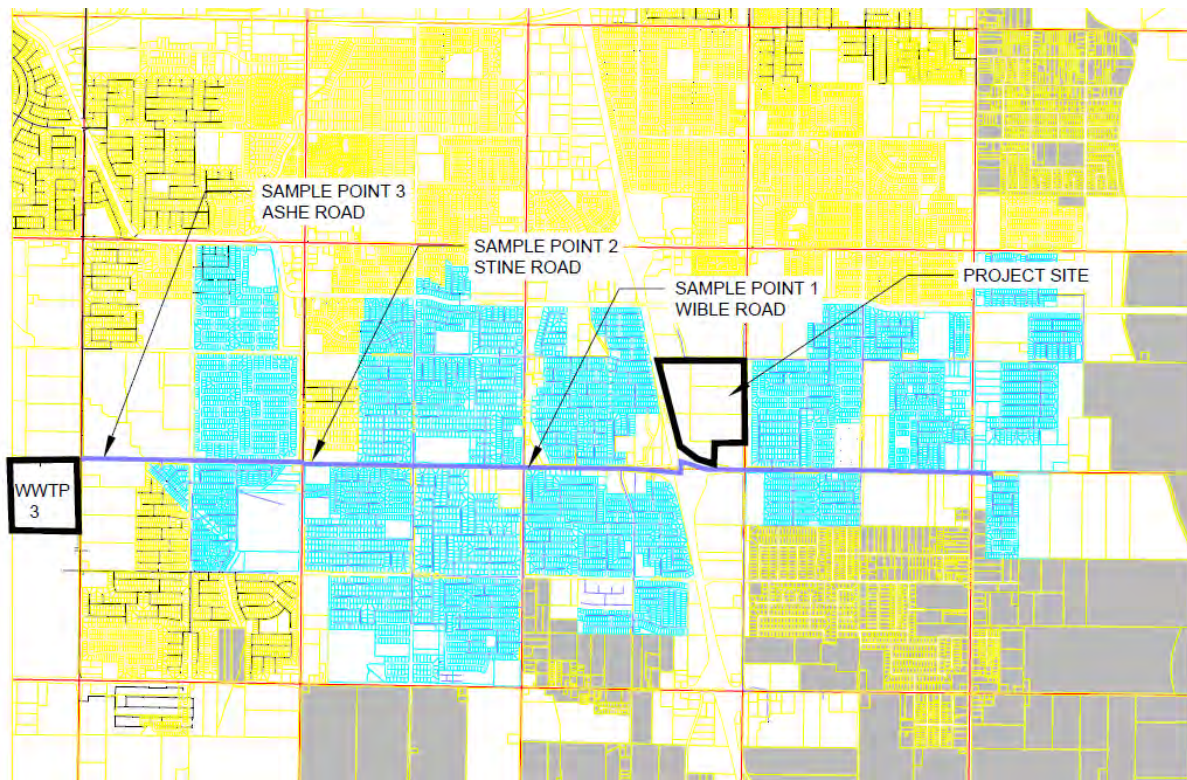 SAMPLE POINT 3
ASHE ROAD
SAMPLE POINT 2
STINE ROAD
SAMPLE POINT 1
WIBLE ROAD
PROJECT SITE
WWTP
3